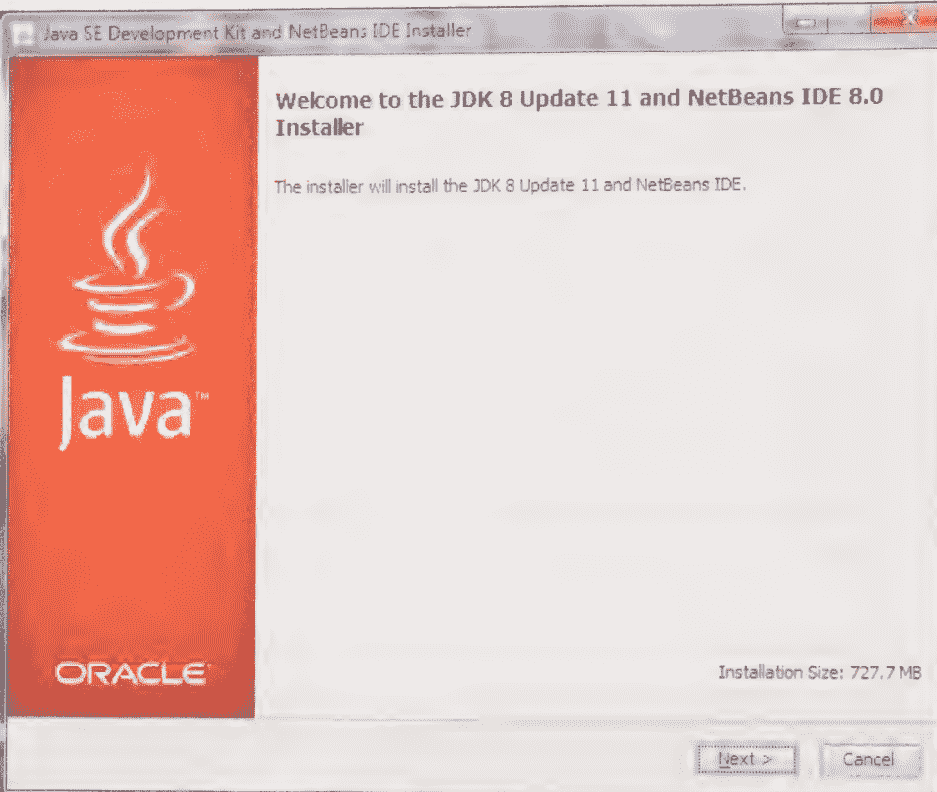 Java SE Development Kit and NetBeans IDE Installer
Welcome to the JDK 8 Update 11 and NetBeans IDE 8.0
Installer
The installer will install the JDK 8 Update 11 and NetBeans IDE.
Java™
ORACLE
Installation Size: 727.7 MB
Next >
Cancel